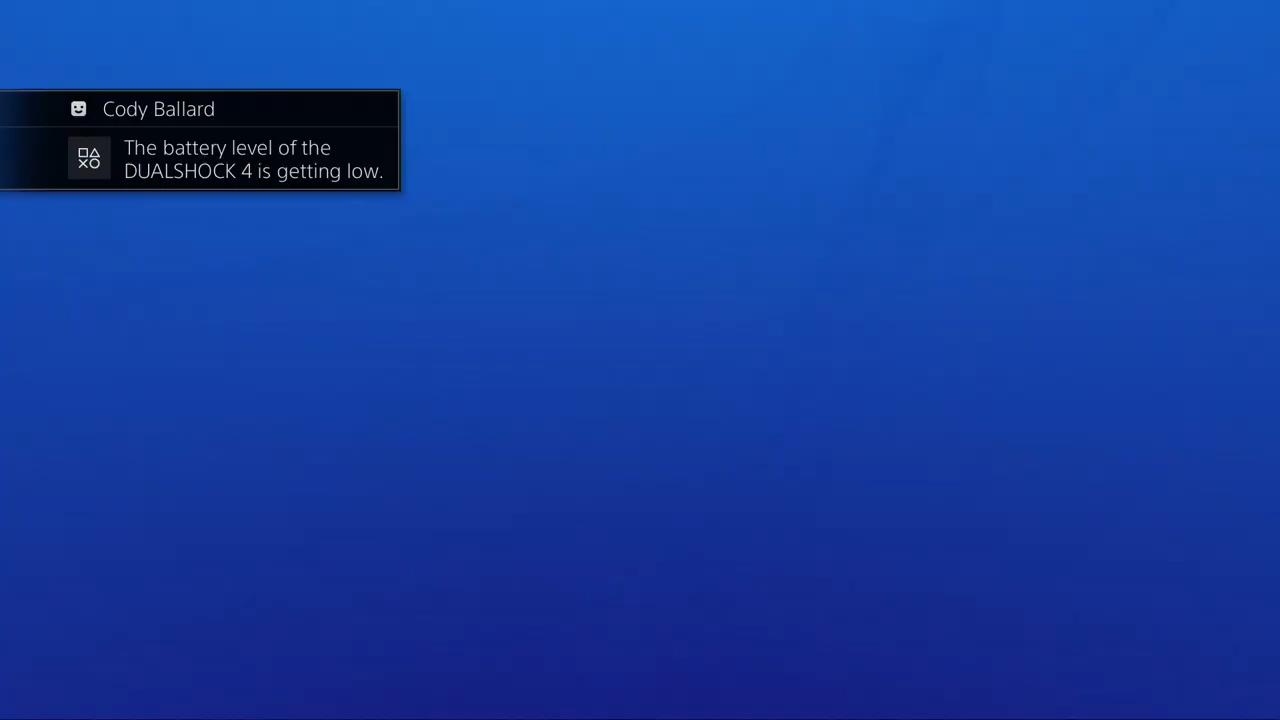 Cody Ballard
The battery level of the
DUALSHOCK 4 is getting low.